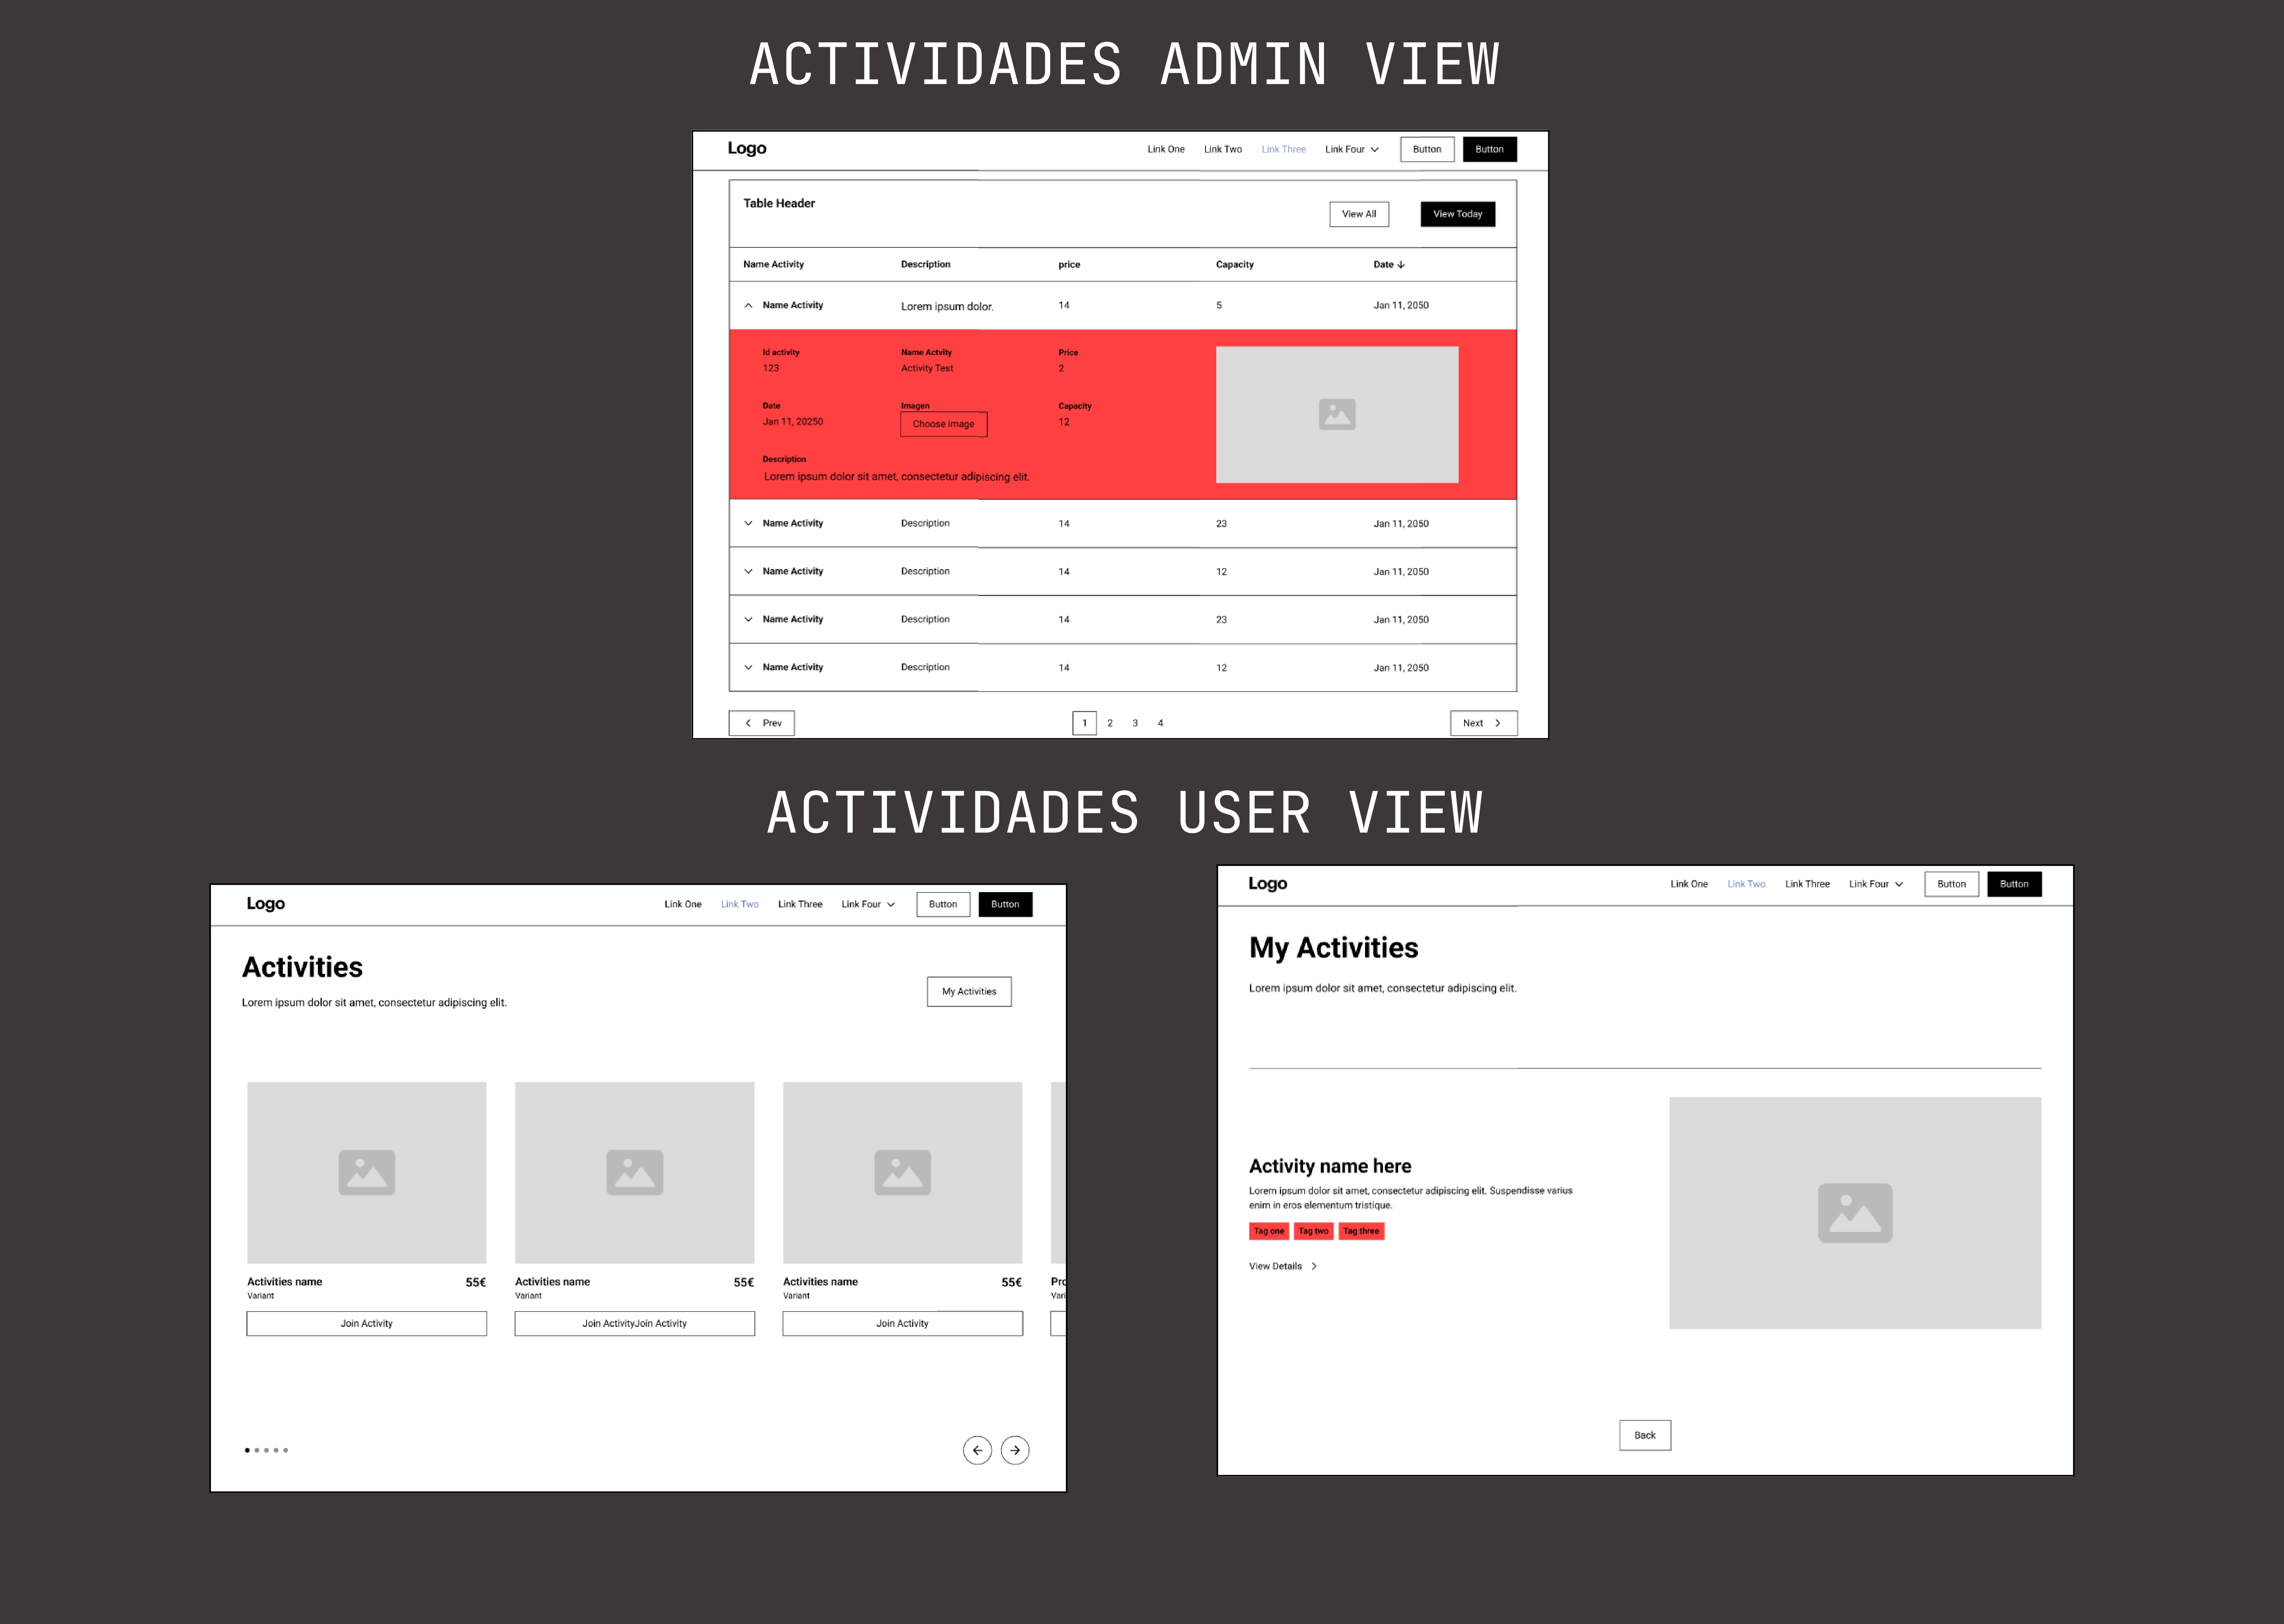 ACTIVIDADES ADMIN VIEW
Logo
Link One Link Two Link Three Link Four Button Button
Table Header
View All View Today
Name Activity Description price Capacity Date
Name Activity Lorem ipsum dolor. 14 5 Jan 11, 2050
Id activity Name Actvity Price
123 Activity Test 2
Date Imagen Capacity
Jan 11, 20250 Choose image 12
Description
Lorem ipsum dolor sit amet, consectetur adipiscing elit.
Name Activity Description 14 23 Jan 11, 2050
Name Activity Description 14 12 Jan 11, 2050
Name Activity Description 14 23 Jan 11, 2050
Name Activity Description 14 12 Jan 11, 2050
Prev 1 2 3 4 Next
ACTIVIDADES USER VIEW
Logo
Link One Link Two Link Three Link Four Button Button
Activities
My Activities
Lorem ipsum dolor sit amet, consectetur adipiscing elit.
Activities name 55€ Activities name 55€ Activities name 55€ Pro
Variant Variant Variant Vari
Join Activity Join ActivityJoin Activity Join Activity
Logo
Link One Link Two Link Three Link Four Button Button
My Activities
Lorem ipsum dolor sit amet, consectetur adipiscing elit.
Activity name here
Lorem ipsum dolor sit amet, consectetur adipiscing elit. Suspendisse varius
enim in eros elementum tristique.
Tag one Tag two Tag three
View Details
Back